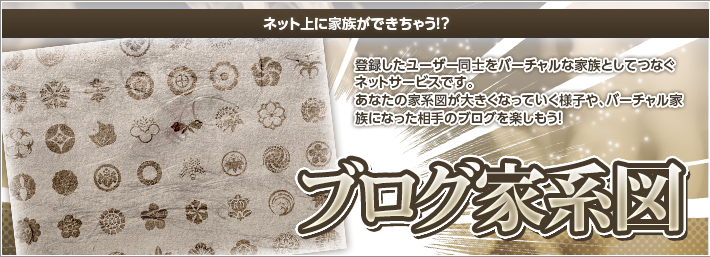 ネット上に家族ができちゃう!?
登録したユーザー同士をバーチャルな家族としてつなぐ
ネットサービスです。
あなたの家系図が大きくなっていく様子や、バーチャル家
族になった相手のブログを楽しもう!
ブログ家系図